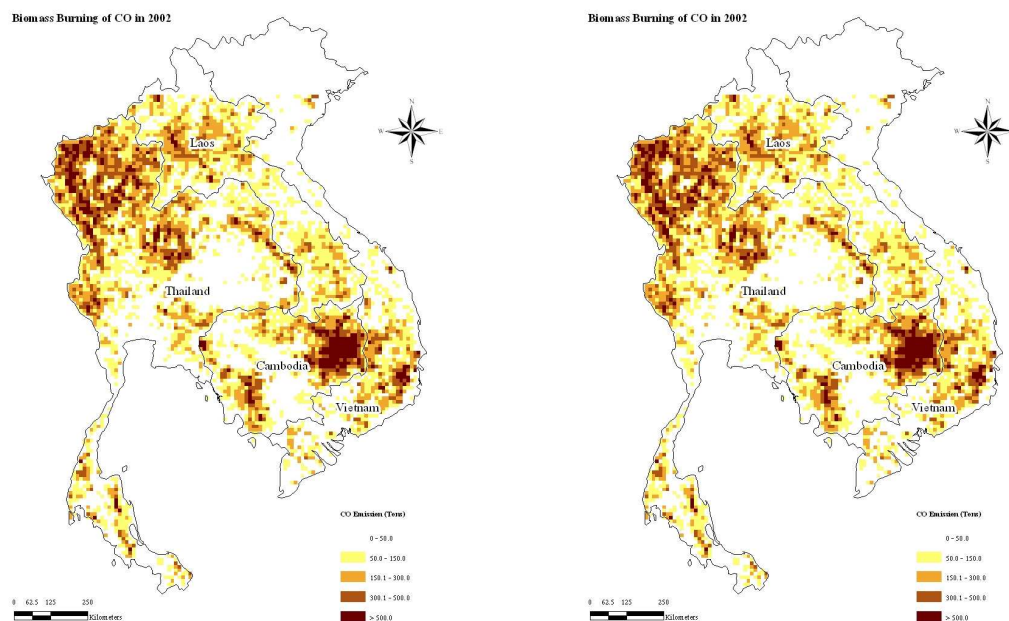 Biomass Burning of CO in 2002
N
W
E
S
Laos
Thailand
Cambodia
Vietnam
CO Emission (Tons)
0 - 50.0
50.0 - 150.0
150.1 - 300.0
300.1 - 500.0
> 500.0
0 62.5 125 250
Kilometers
Biomass Burning of CO in 2002
N
W
E
S
Laos
Thailand
Cambodia
Vietnam
CO Emission (Tons)
0 - 50.0
50.0 - 150.0
150.1 - 300.0
300.1 - 500.0
> 500.0
0 62.5 125 250
Kilometers